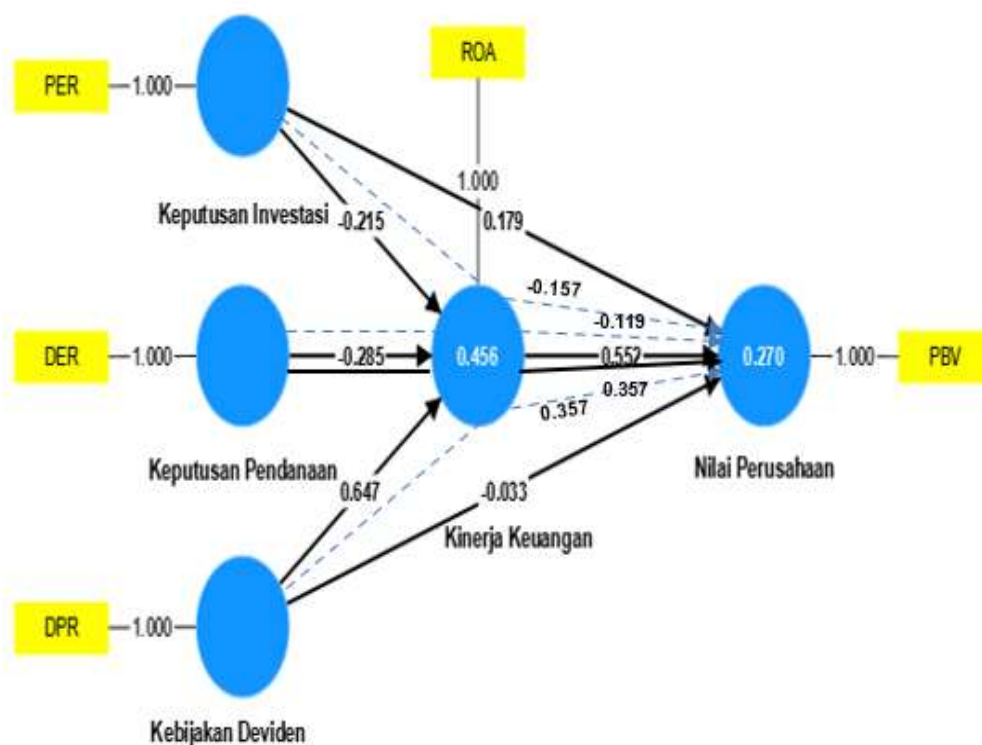 ROA
PER
1.000
1.000
Keputusan Investasi
-0.215
0.179
-0.157
-0.119
DER
1.000
-0.285
0.456
0.552
0.270
1.000
PBV
0.357
0.357
Keputusan Pendanaan
Nilai Perusahaan
0.647
-0.033
Kinerja Keuangan
DPR
1.000
Kebijakan Deviden